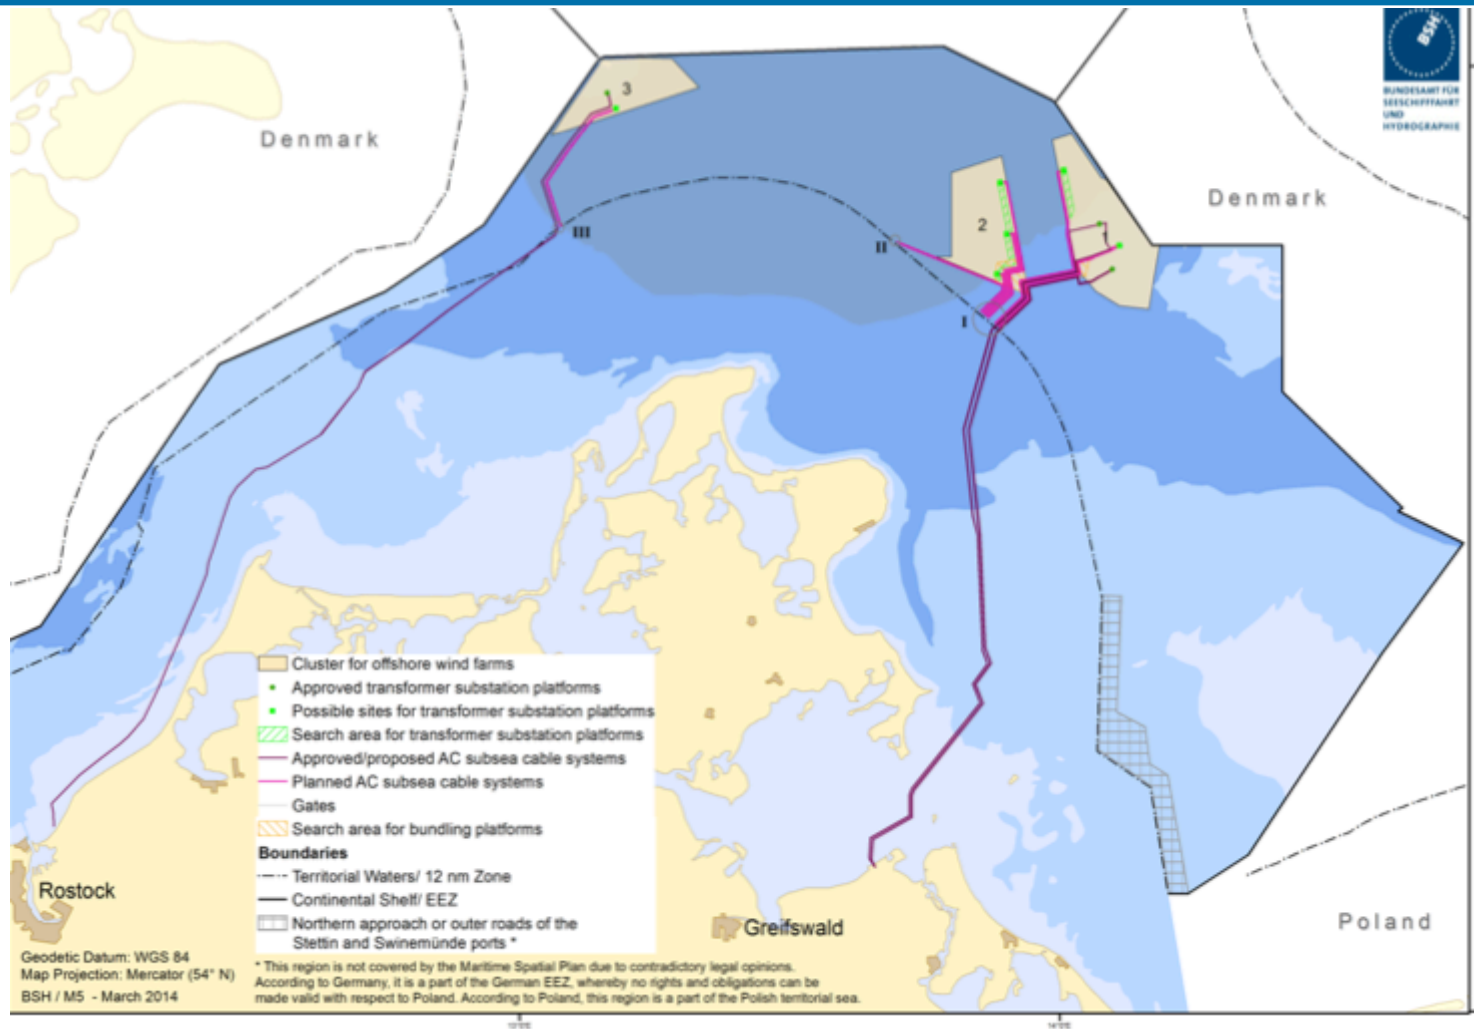 BSH
BUNDESAMT FÜR
SEESCHIFFFAHRT
UND
HYDROGRAPHIE
3
Denmark
Denmark
2
1
III
II
I
Cluster for offshore wind farms
Approved transformer substation platforms
Possible sites for transformer substation platforms
Search area for transformer substation platforms
Approved/proposed AC subsea cable systems
Planned AC subsea cable systems
Gates
Search area for bundling platforms
Boundaries
Territorial Waters/ 12 nm Zone
Continental Shelf/ EEZ
Northern approach or outer roads of the
Stettin and Swinemünde ports *
Rostock
Greifswald
Poland
Geodetic Datum: WGS 84
Map Projection: Mercator (54° N)
BSH / M5 - March 2014
* This region is not covered by the Maritime Spatial Plan due to contradictory legal opinions.
According to Germany, it is a part of the German EEZ, whereby no rights and obligations can be
made valid with respect to Poland. According to Poland, this region is a part of the Polish territorial sea.